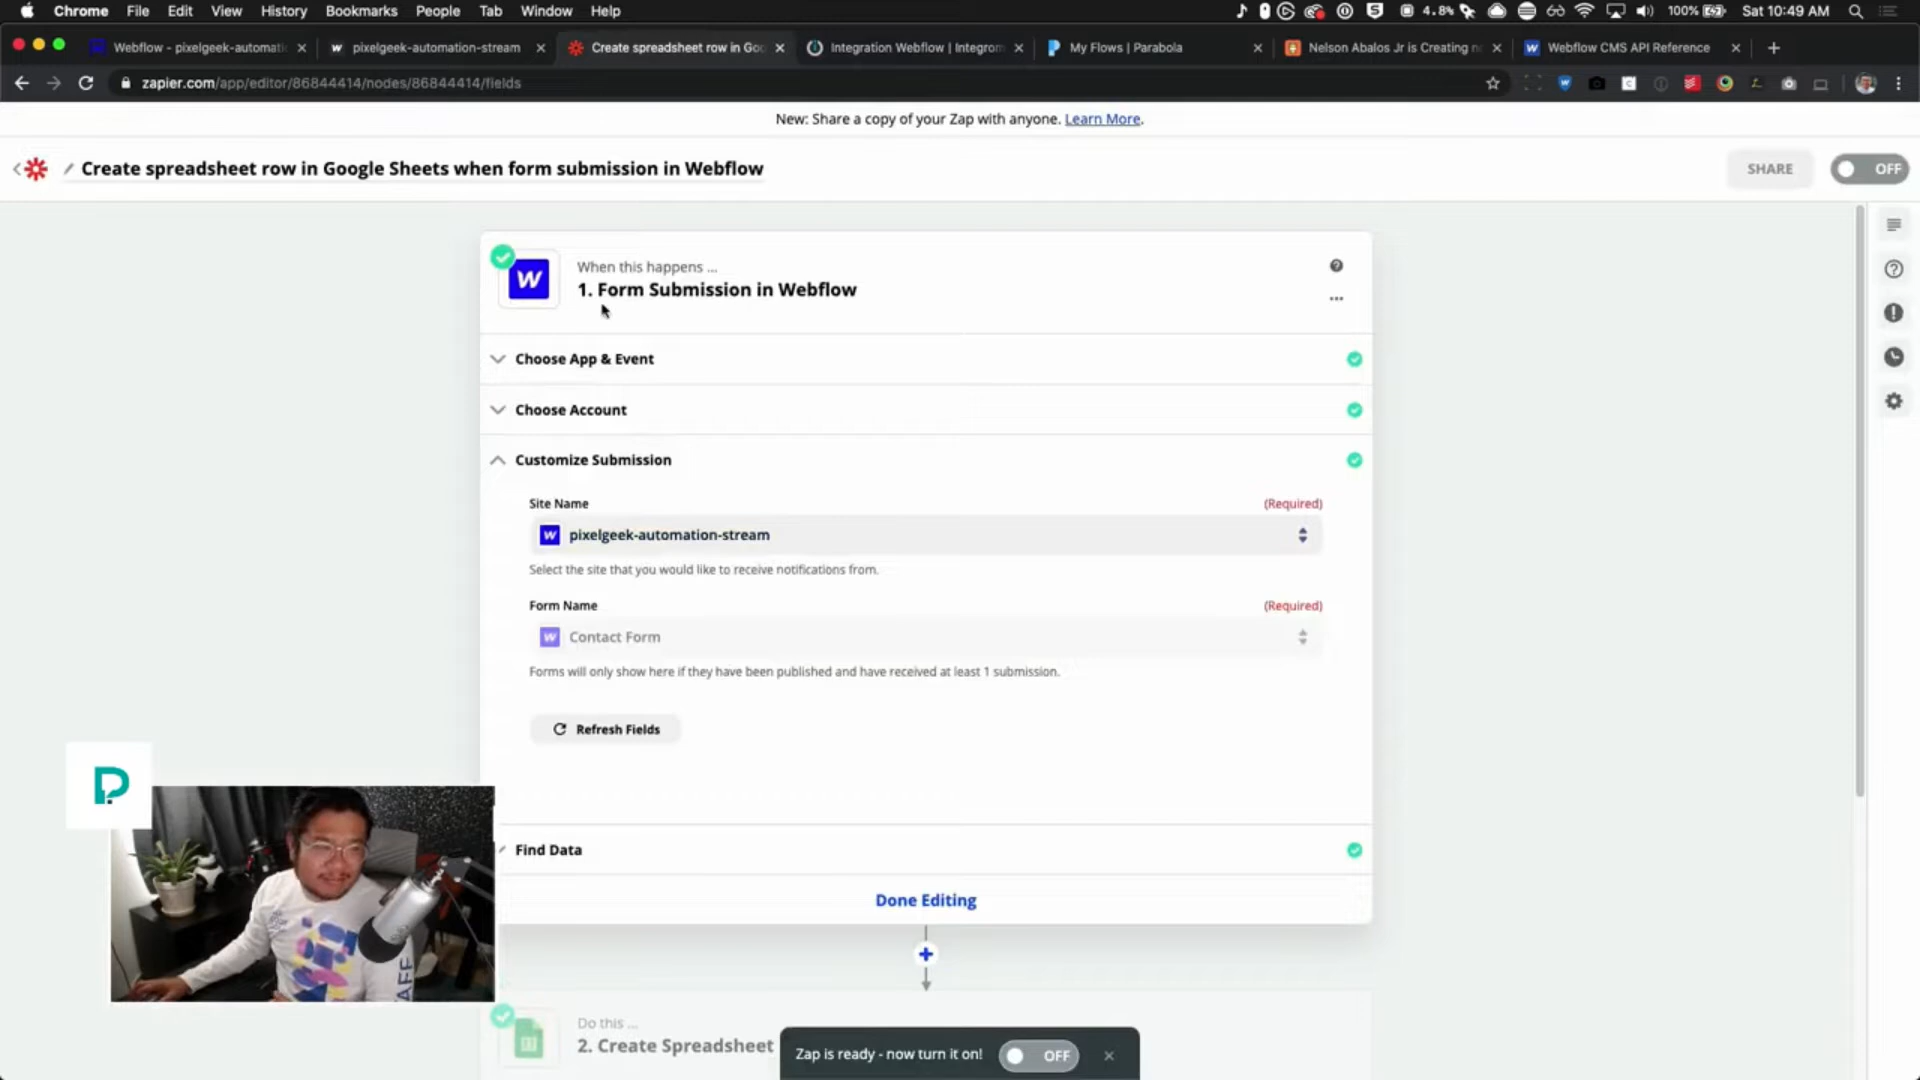 Chrome File Edit View History Bookmarks People Tab Window Help 4.8% 100% Sat 10:49 AM
Webflow - pixelgeek-automati
pixelgeek-automation-stream
Create spreadsheet row in Goo
Integration Webflow | Integrom
My Flows | Parabola
Nelson Abalos Jr is Creating n
Webflow CMS API Reference
zapier.com/app/editor/86844414/nodes/86844414/fields
New: Share a copy of your Zap with anyone. Learn More.
Create spreadsheet row in Google Sheets when form submission in Webflow
SHARE
OFF
When this happens ...
1. Form Submission in Webflow
Choose App & Event
Choose Account
Customize Submission
Site Name (Required)
pixelgeek-automation-stream
Select the site that you would like to receive notifications from.
Form Name (Required)
Contact Form
Forms will only show here if they have been published and have received at least 1 submission.
Refresh Fields
Find Data
Done Editing
Do this ...
2. Create Spreadsheet
Zap is ready - now turn it on! OFF